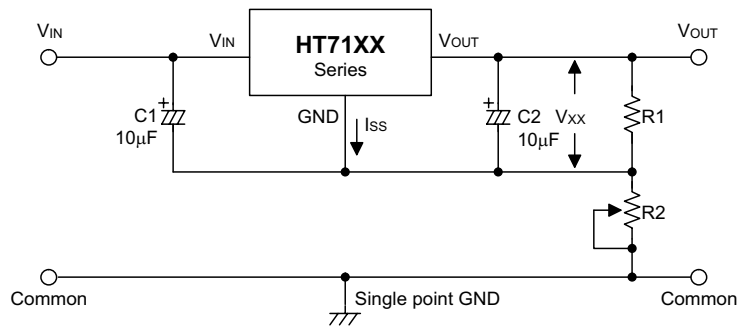 VIN
VIN
HT71XX
Series
VOUT
VOUT
C1
10μF
GND
ISS
C2
10μF
VXX
R1
R2
Common
Single point GND
Common